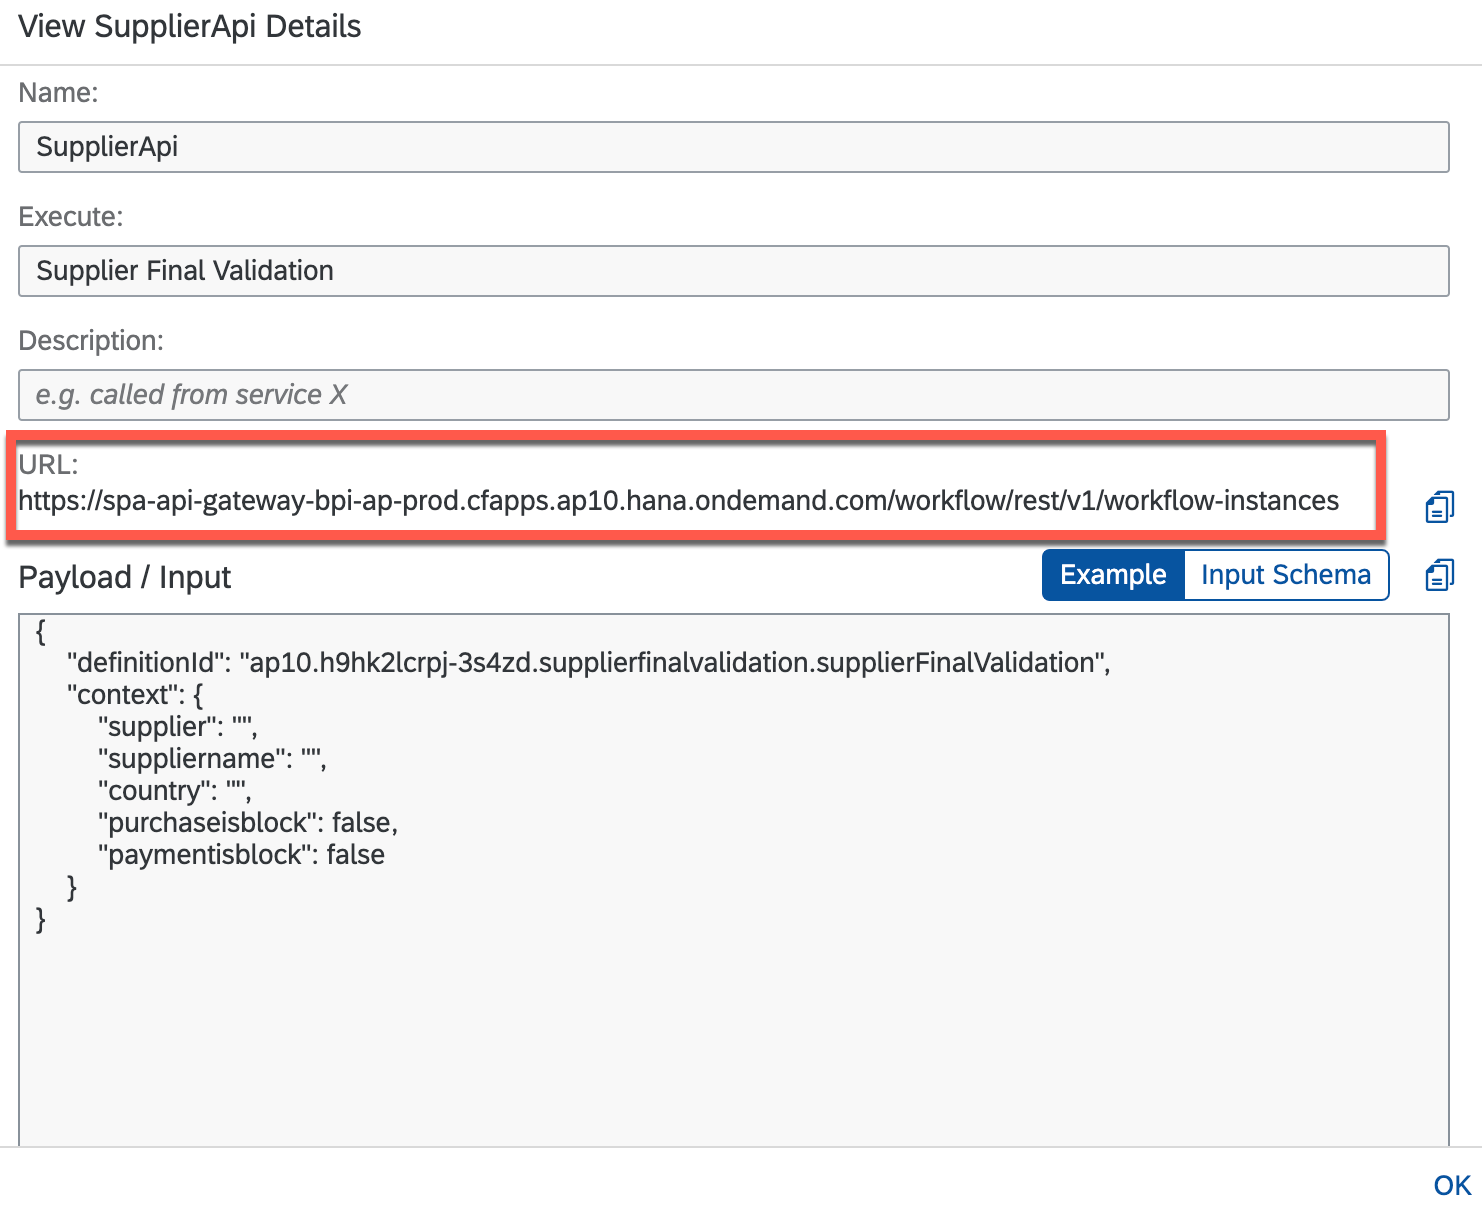 View SupplierApi Details
Name:
SupplierApi
Execute:
Supplier Final Validation
Description:
e.g. called from service X
URL:
https://spa-api-gateway-bpi-ap-prod.cfapps.ap10.hana.ondemand.com/workflow/rest/v1/workflow-instances
Payload / Input
Example
Input Schema
{
"definitionId": "ap10.h9hk2lcrpj-3s4zd.supplierfinalvalidation.supplierFinalValidation",
"context": {
"supplier": "",
"suppliername": "",
"country": "",
"purchaseisblock": false,
"paymentisblock": false
}
}
OK